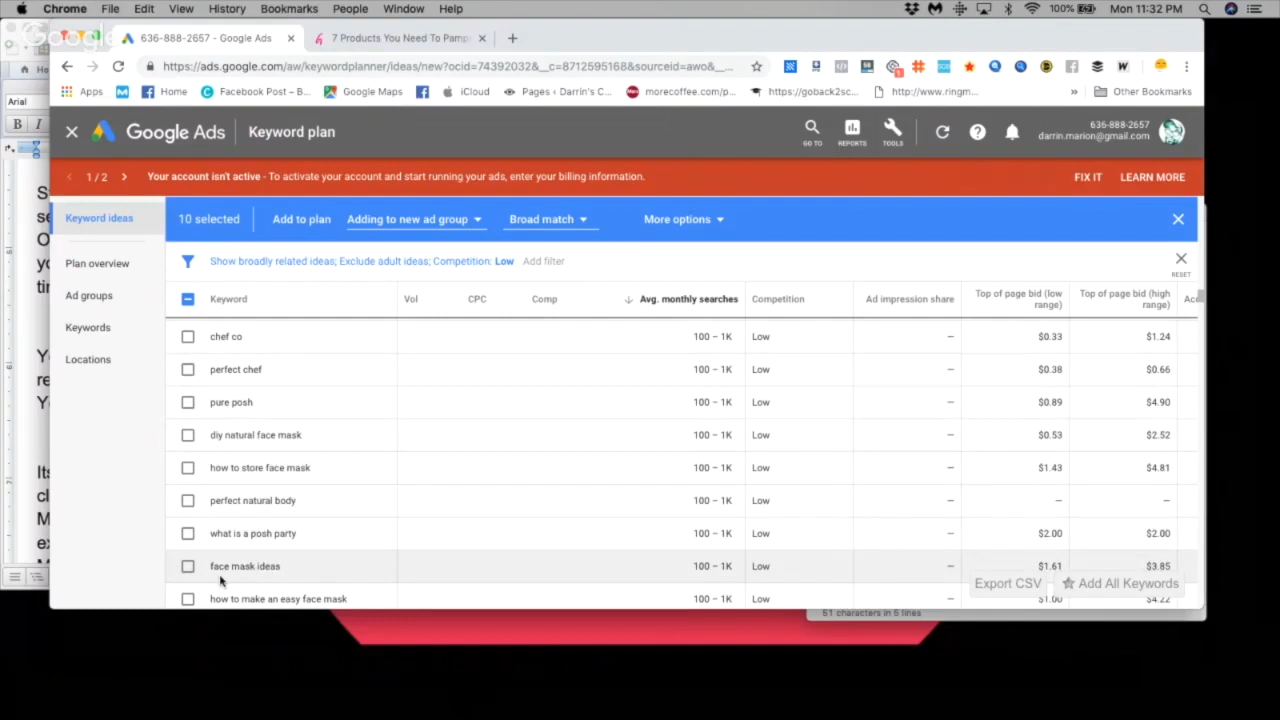 Chrome File Edit View History Bookmarks People Window Help 100% Mon 11:32 PM
Google
636-888-2657 - Google Ads 7 Products You Need To Pamp
https://ads.google.com/aw/keywordplanner/ideas/new?ocid=74392032&__c=8712595168&sourceid=awo&__...
Apps Home Facebook Post – B... Google Maps iCloud Pages ‹ Darrin's C... morecoffee.com/p... https://goback2sc... http://www.ringm... » Other Bookmarks
Arial
B I
Google Ads Keyword plan GO TO REPORTS TOOLS 636-888-2657
darrin.marion@gmail.com
1 / 2 Your account isn't active - To activate your account and start running your ads, enter your billing information. FIX IT LEARN MORE
Keyword ideas
Plan overview
Ad groups
Keywords
Locations
10 selected Add to plan Adding to new ad group Broad match More options
Show broadly related ideas; Exclude adult ideas; Competition: Low Add filter RESET
Keyword Vol CPC Comp Avg. monthly searches Competition Ad impression share Top of page bid (low range) Top of page bid (high range)
chef co 100 – 1K Low – $0.33 $1.24
perfect chef 100 – 1K Low – $0.38 $0.66
pure posh 100 – 1K Low – $0.89 $4.90
diy natural face mask 100 – 1K Low – $0.53 $2.52
how to store face mask 100 – 1K Low – $1.43 $4.81
perfect natural body 100 – 1K Low – – –
what is a posh party 100 – 1K Low – $2.00 $2.00
face mask ideas 100 – 1K Low – $1.61 $3.85
how to make an easy face mask 100 – 1K Low – $1.00 $4.22
Export CSV Add All Keywords
61 characters in 5 lines